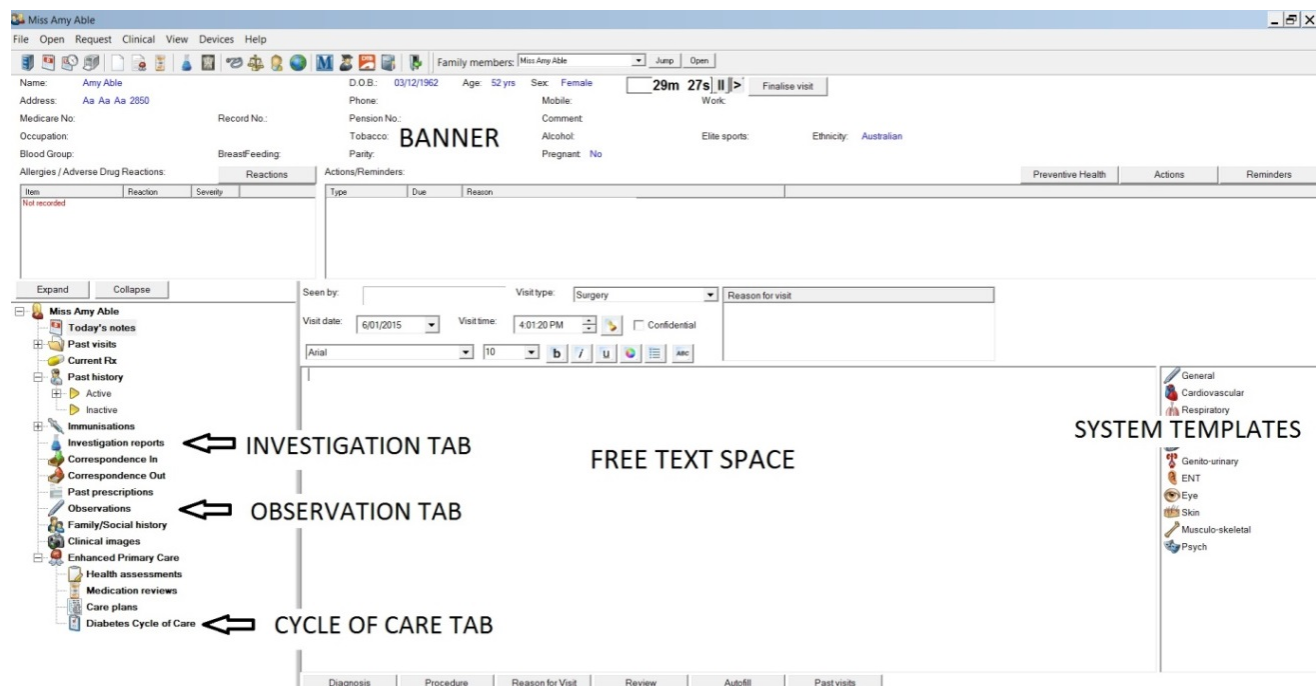 Miss Amy Able
File Open Request Clinical View Devices Help
Family members: Miss Amy Able Jump Open
Name: Amy Able D.O.B.: 03/12/1962 Age: 52 yrs Sex: Female 29m 27s || > Finalise visit
Address: Aa Aa Aa 2850 Phone: Mobile: Work:
Medicare No: Record No.: Pension No.: Comment:
Occupation: Tobacco: BANNER Alcohol: Elite sports: Ethnicity: Australian
Blood Group: BreastFeeding: Parity: Pregnant: No
Allergies / Adverse Drug Reactions: Reactions Actions/Reminders: Preventive Health Actions Reminders
Item Reaction Severity Type Due Reason
Not recorded
Expand Collapse Seen by: Visit type: Surgery Reason for visit
Miss Amy Able
Today's notes Visit date: 6/01/2015 Visit time: 4:01:20 PM Confidential
Past visits Arial 10 b i u ABC
Current Rx
Past history General
Active Cardiovascular
Inactive Respiratory
Immunisations SYSTEM TEMPLATES
Investigation reports INVESTIGATION TAB
Correspondence In FREE TEXT SPACE Genito-urinary
Correspondence Out ENT
Past prescriptions Eye
Observations OBSERVATION TAB Skin
Family/Social history Musculo-skeletal
Clinical images Psych
Enhanced Primary Care
Health assessments
Medication reviews
Care plans
Diabetes Cycle of Care CYCLE OF CARE TAB
Diagnosis Procedure Reason for Visit Review Autofill Past visits